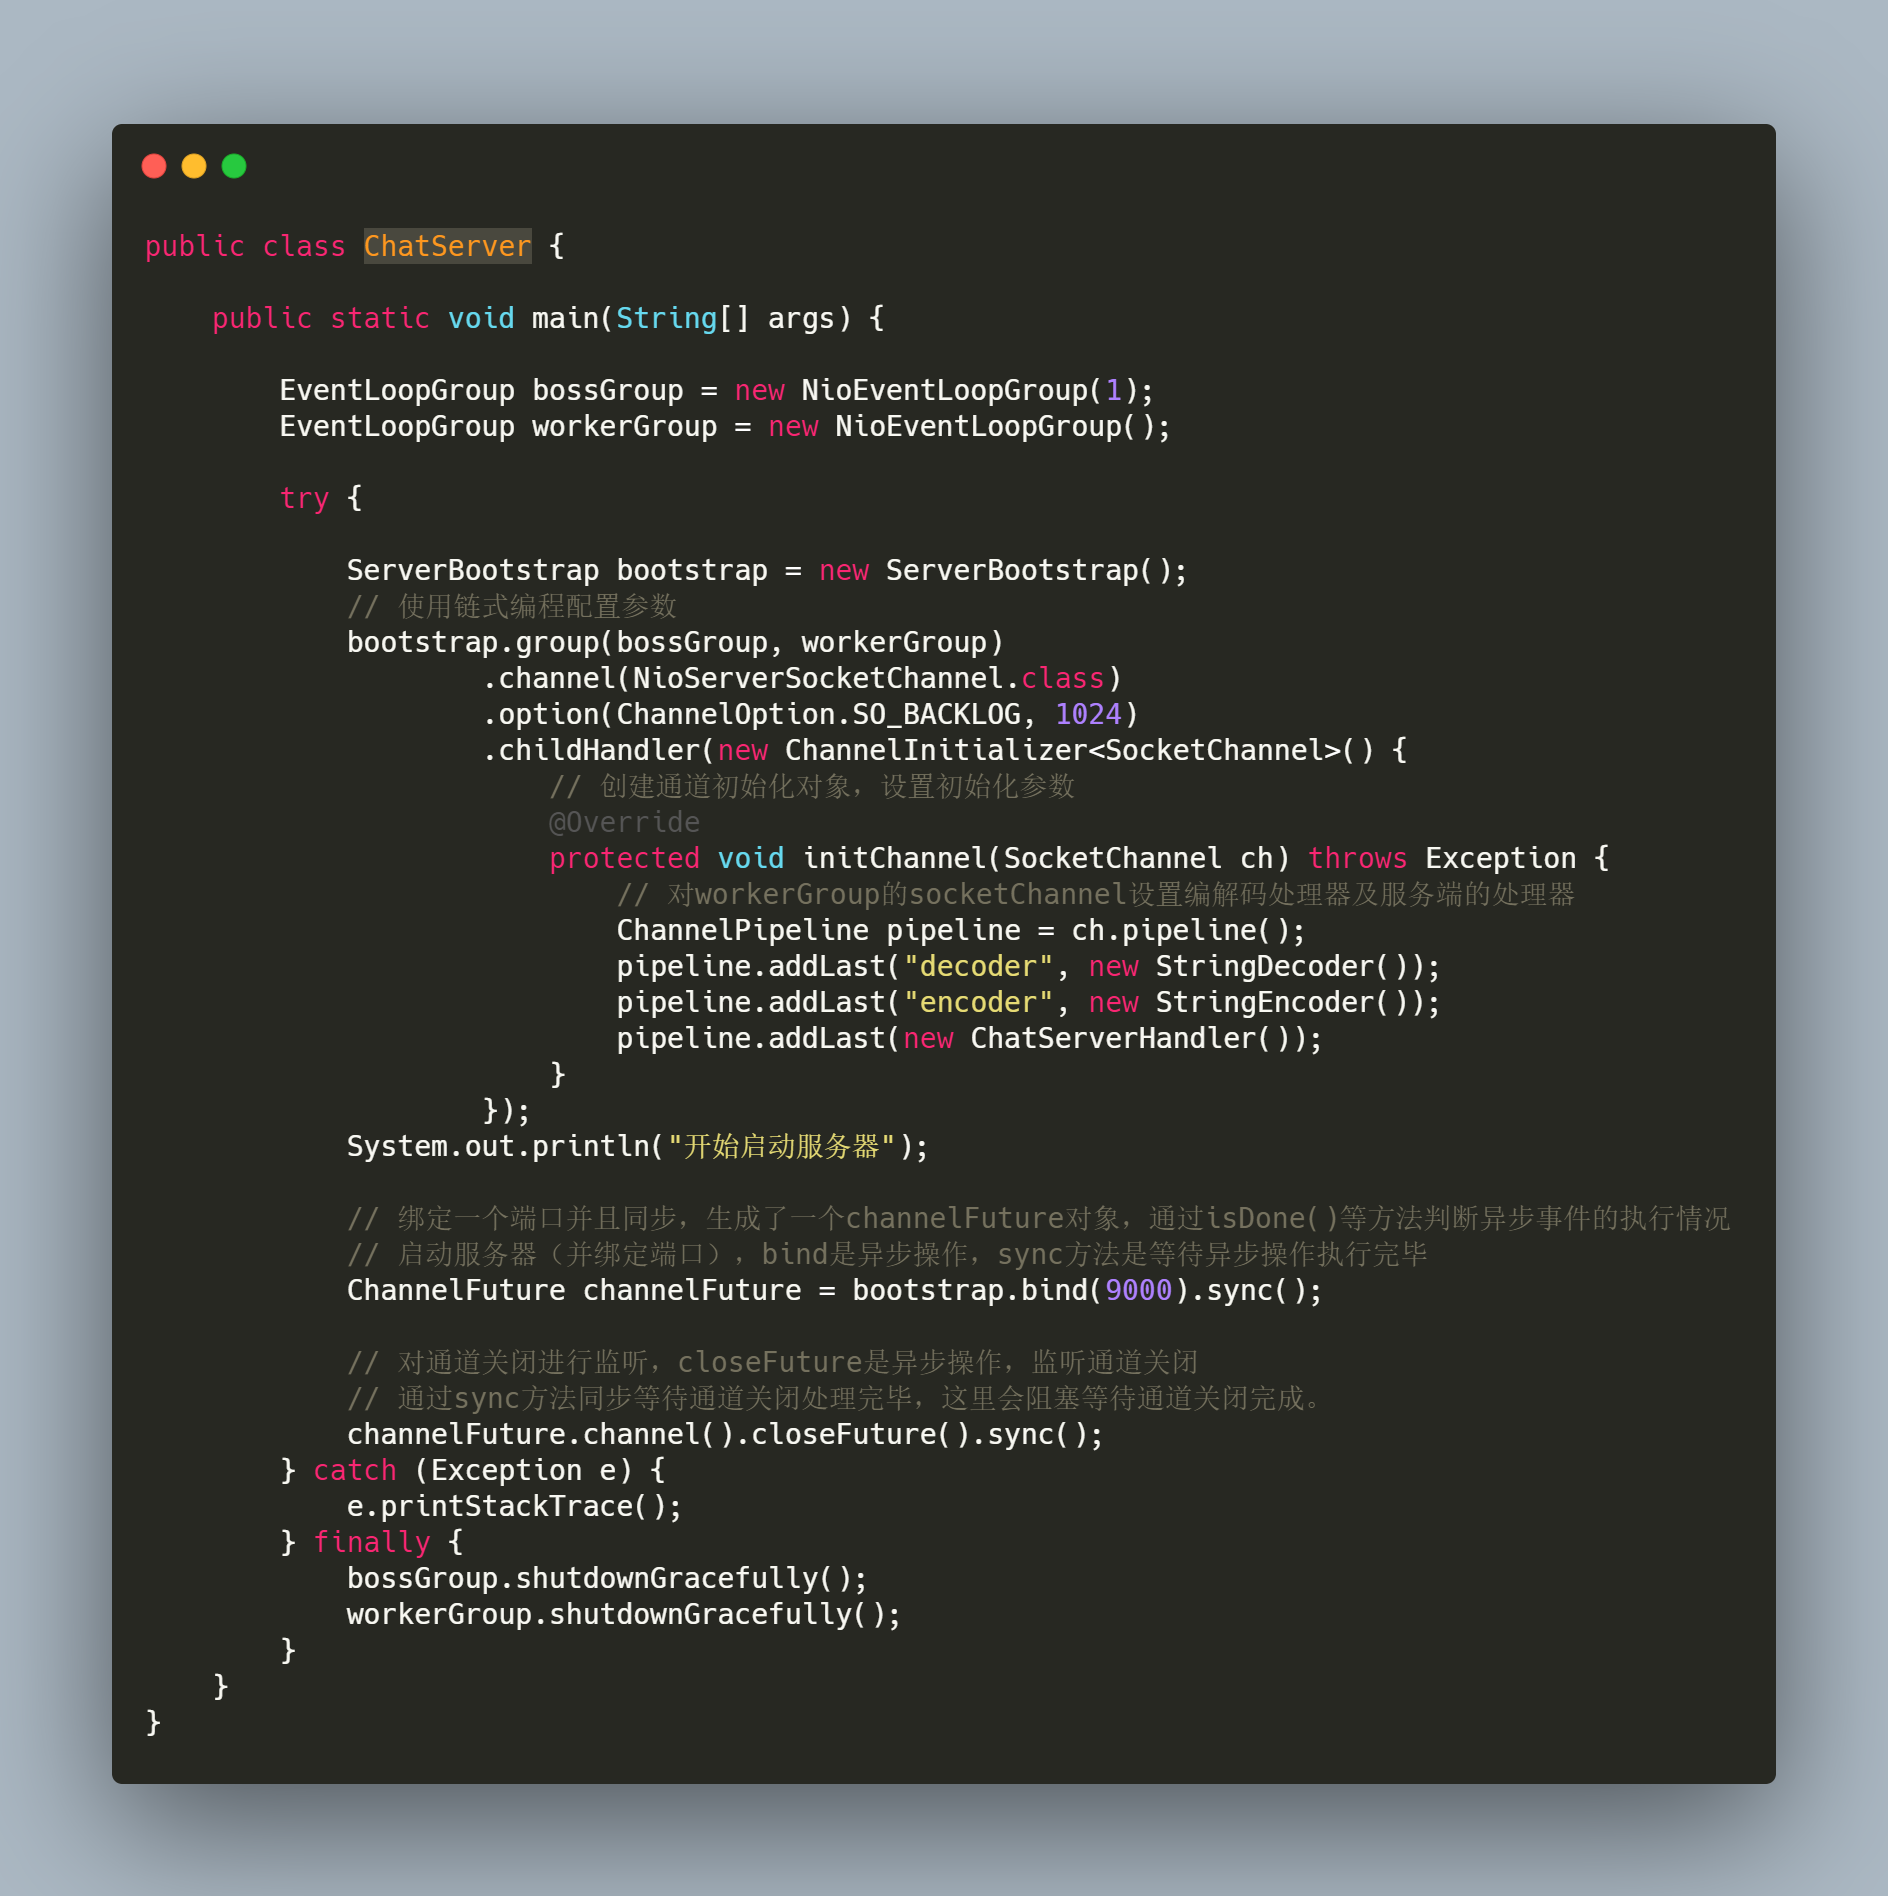 public class ChatServer {
public static void main(String[] args) {
EventLoopGroup bossGroup = new NioEventLoopGroup(1);
EventLoopGroup workerGroup = new NioEventLoopGroup();
try {
ServerBootstrap bootstrap = new ServerBootstrap();
// 使用链式编程配置参数
bootstrap.group(bossGroup, workerGroup)
.channel(NioServerSocketChannel.class)
.option(ChannelOption.SO_BACKLOG, 1024)
.childHandler(new ChannelInitializer<SocketChannel>() {
// 创建通道初始化对象，设置初始化参数
@Override
protected void initChannel(SocketChannel ch) throws Exception {
// 对workerGroup的socketChannel设置编解码处理器及服务端的处理器
ChannelPipeline pipeline = ch.pipeline();
pipeline.addLast("decoder", new StringDecoder());
pipeline.addLast("encoder", new StringEncoder());
pipeline.addLast(new ChatServerHandler());
}
});
System.out.println("开始启动服务器");
// 绑定一个端口并且同步，生成了一个channelFuture对象，通过isDone()等方法判断异步事件的执行情况
// 启动服务器（并绑定端口），bind是异步操作，sync方法是等待异步操作执行完毕
ChannelFuture channelFuture = bootstrap.bind(9000).sync();
// 对通道关闭进行监听，closeFuture是异步操作，监听通道关闭
// 通过sync方法同步等待通道关闭处理完毕，这里会阻塞等待通道关闭完成。
channelFuture.channel().closeFuture().sync();
} catch (Exception e) {
e.printStackTrace();
} finally {
bossGroup.shutdownGracefully();
workerGroup.shutdownGracefully();
}
}
}